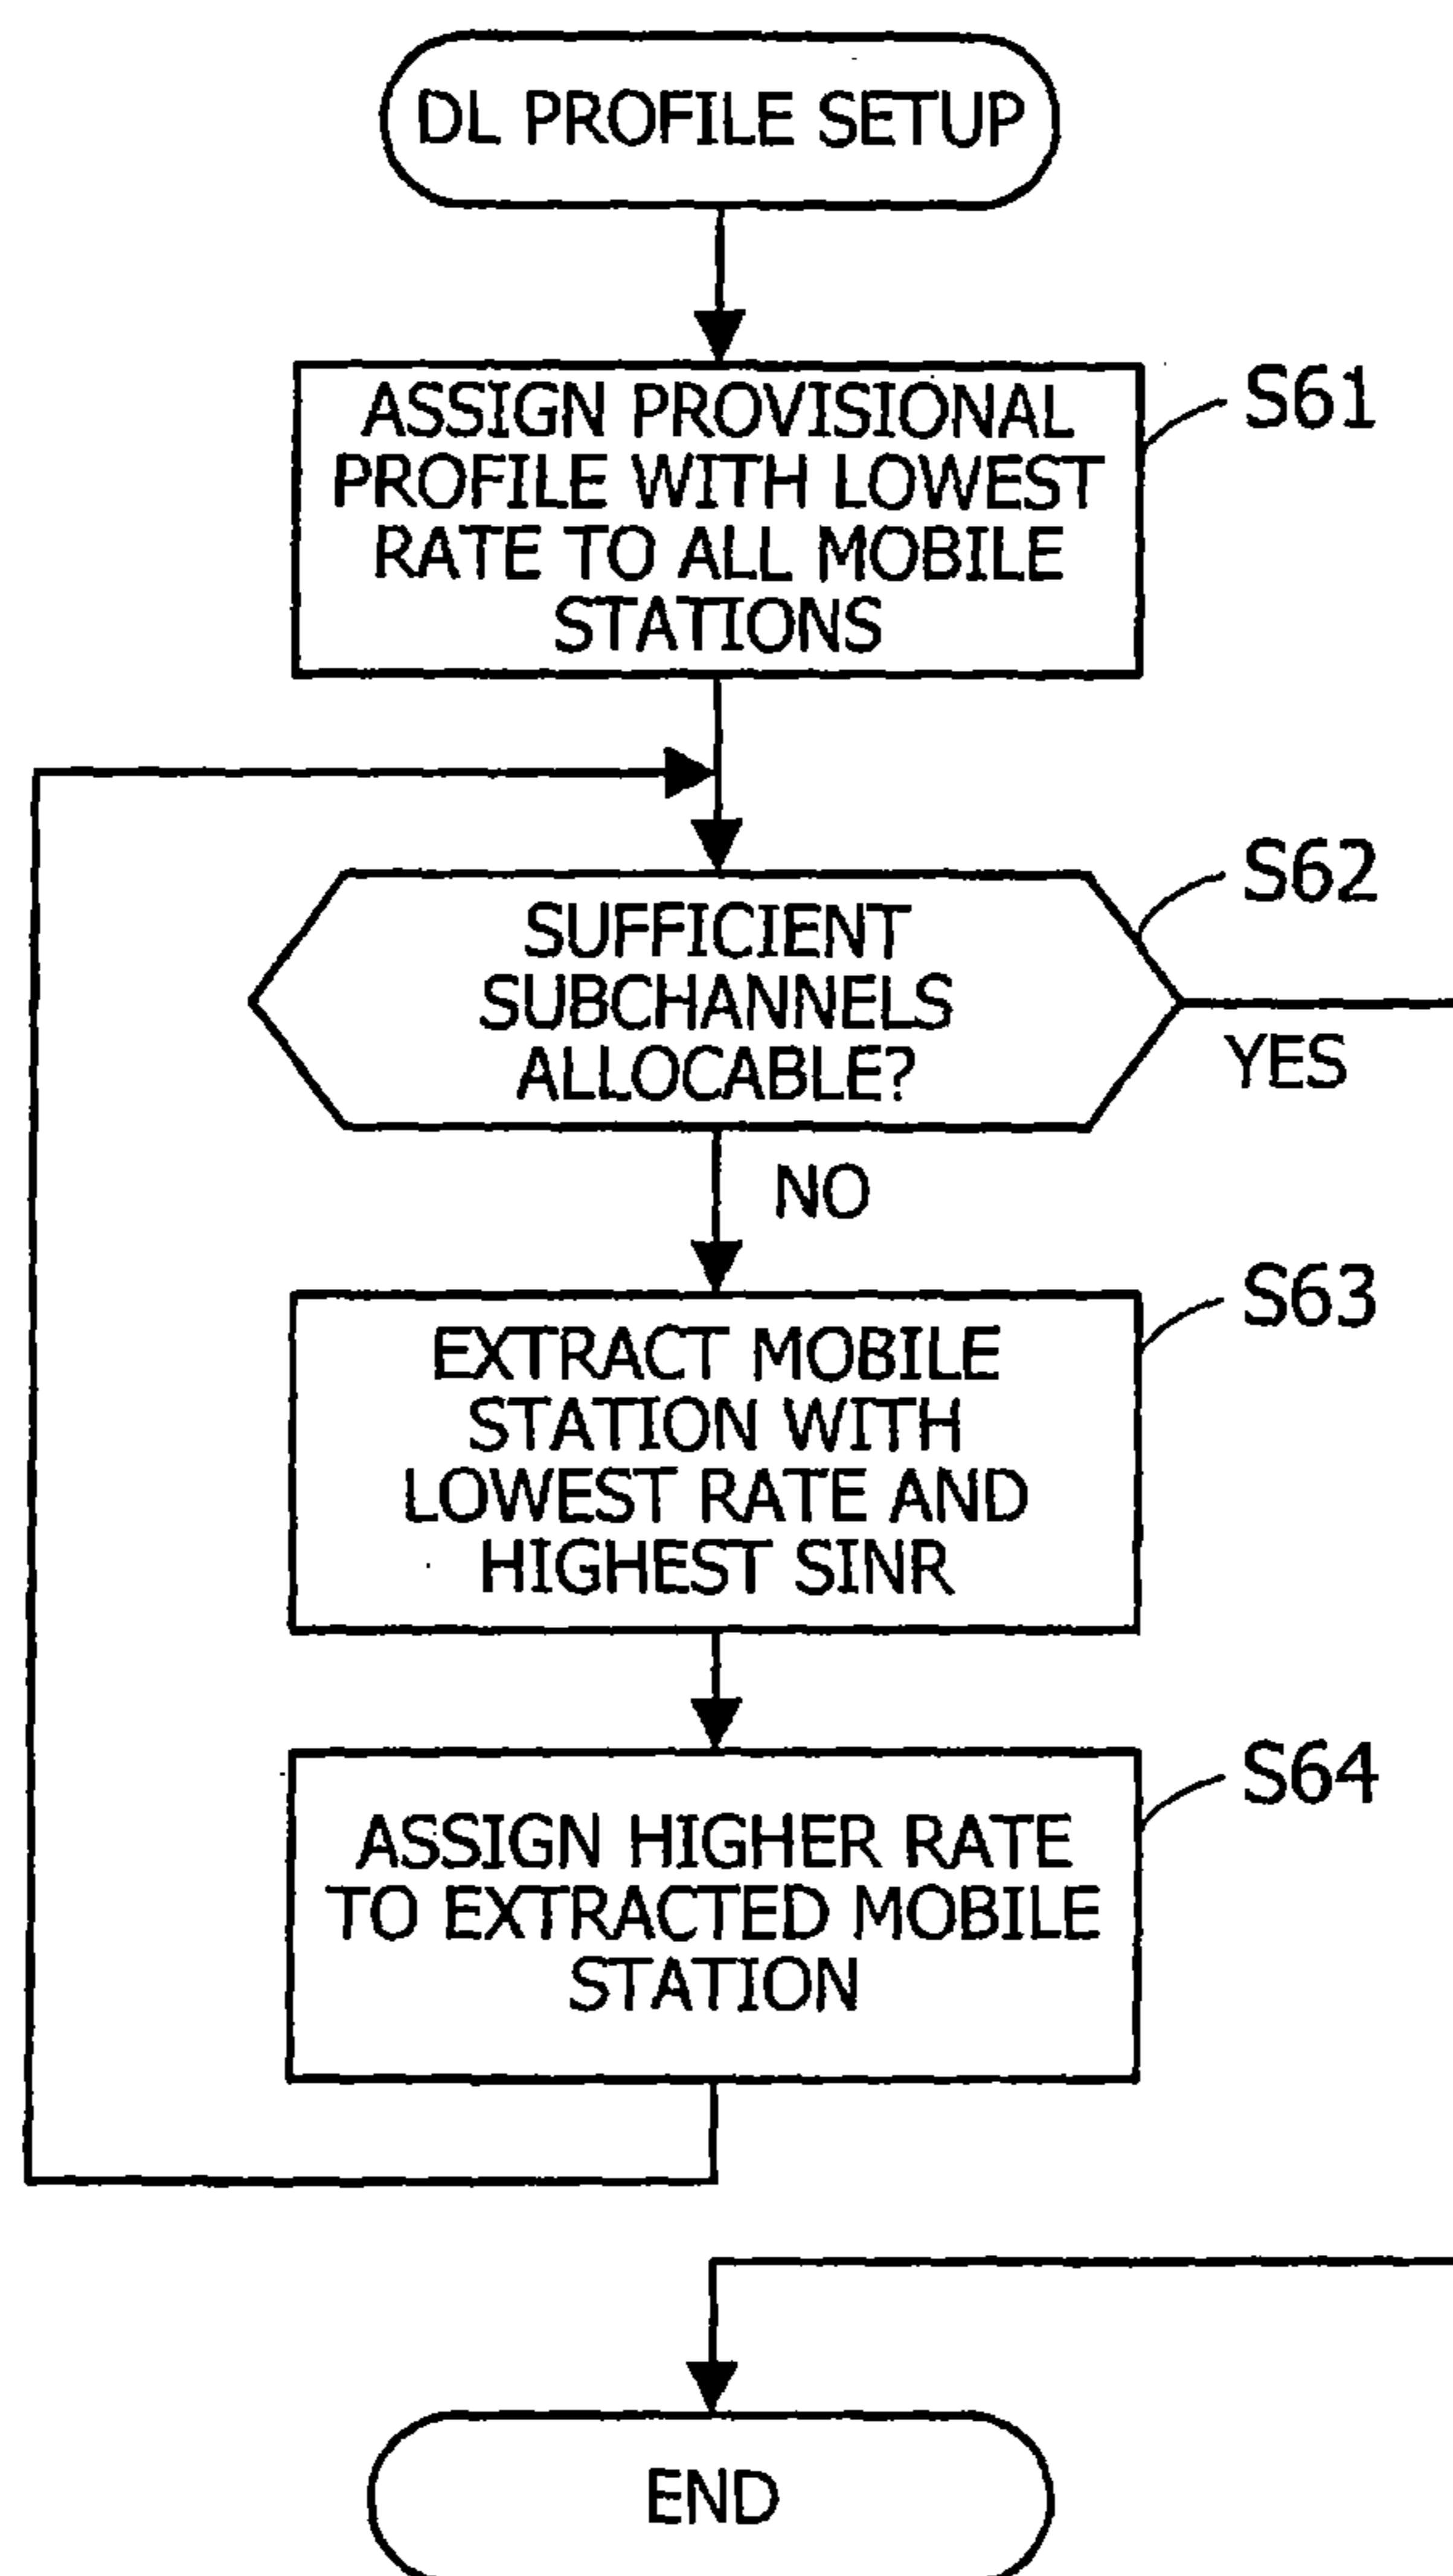 DL PROFILE SETUP
ASSIGN PROVISIONAL
PROFILE WITH LOWEST
RATE TO ALL MOBILE
STATIONS
S61
SUFFICIENT
SUBCHANNELS
ALLOCABLE?
S62
YES
NO
EXTRACT MOBILE
STATION WITH
LOWEST RATE AND
HIGHEST SINR
S63
ASSIGN HIGHER RATE
TO EXTRACTED MOBILE
STATION
S64
END